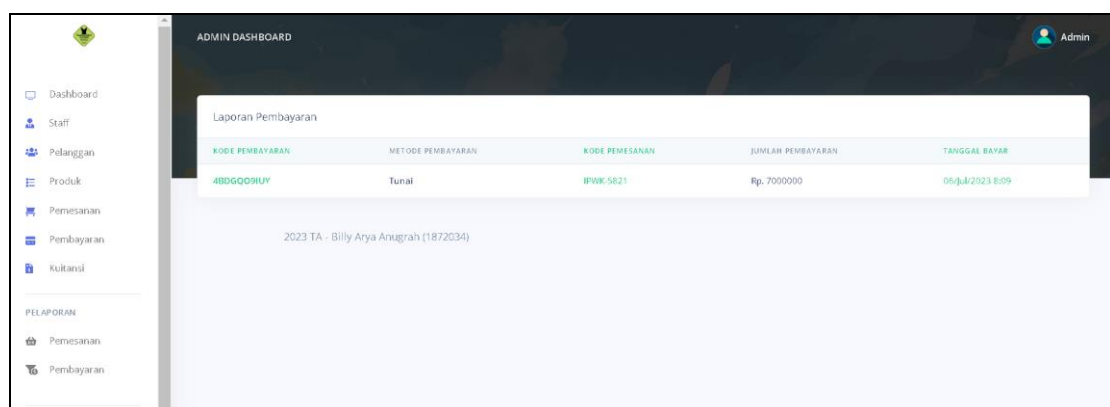 ADMIN DASHBOARD
Admin
Dashboard
Staff
Pelanggan
Produk
Pemesanan
Pembayaran
Kuitansi
PELAPORAN
Pemesanan
Pembayaran
Laporan Pembayaran
KODE PEMBAYARAN METODE PEMBAYARAN KODE PEMESANAN JUMLAH PEMBAYARAN TANGGAL BAYAR
4BDGQO9IUY Tunai IPWK-5821 Rp. 7000000 06/Jul/2023 8:09
2023 TA - Billy Arya Anugrah (1872034)